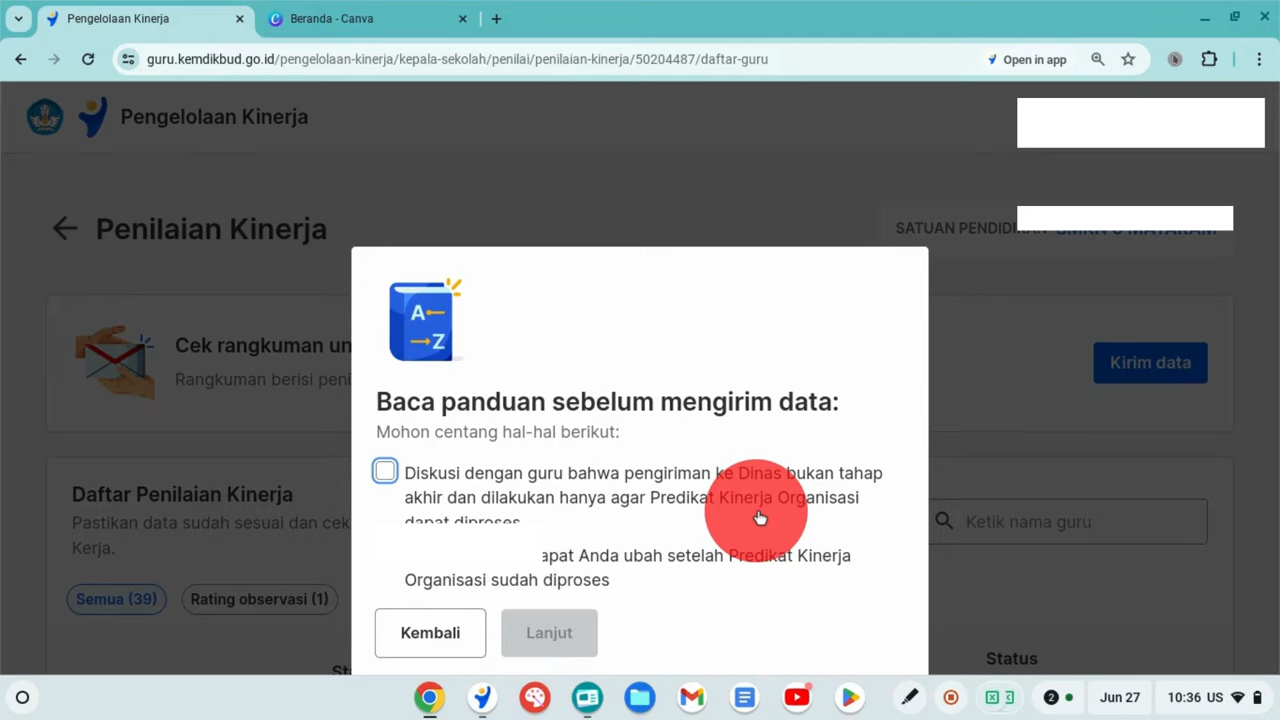 Pengelolaan Kinerja
Beranda - Canva
guru.kemdikbud.go.id/pengelolaan-kinerja/kepala-sekolah/penilai/penilaian-kinerja/50204487/daftar-guru
Open in app
Pengelolaan Kinerja
Penilaian Kinerja
SATUAN PENDIDI
Cek rangkuman un
Rangkuman berisi peni
Kirim data
A
Z
Baca panduan sebelum mengirim data:
Mohon centang hal-hal berikut:
Diskusi dengan guru bahwa pengiriman ke Dinas bukan tahap
akhir dan dilakukan hanya agar Predikat Kinerja Organisasi
dapat diproses
apat Anda ubah setelah Predikat Kinerja
Organisasi sudah diproses
Kembali
Lanjut
Daftar Penilaian Kinerja
Pastikan data sudah sesuai dan cek
Kerja.
Ketik nama guru
Semua (39)
Rating observasi (1)
Status
2
Jun 27
10:36 US